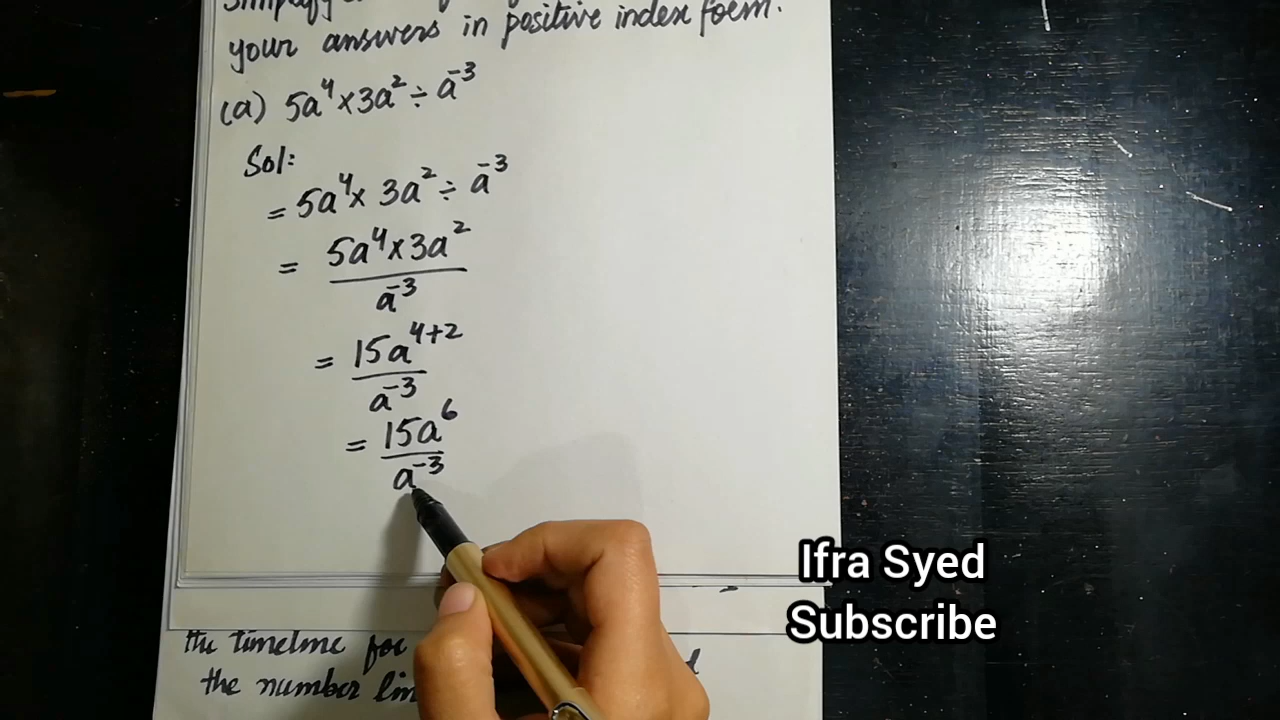 your answers in positive index form.
(a) 5a⁴ × 3a² ÷ a⁻³
Sol:
= 5a⁴ × 3a² ÷ a⁻³
= 5a⁴ × 3a² / a⁻³
= 15a⁴⁺² / a⁻³
= 15a⁶ / a⁻³
Ifra Syed
Subscribe
the timeline for
the number